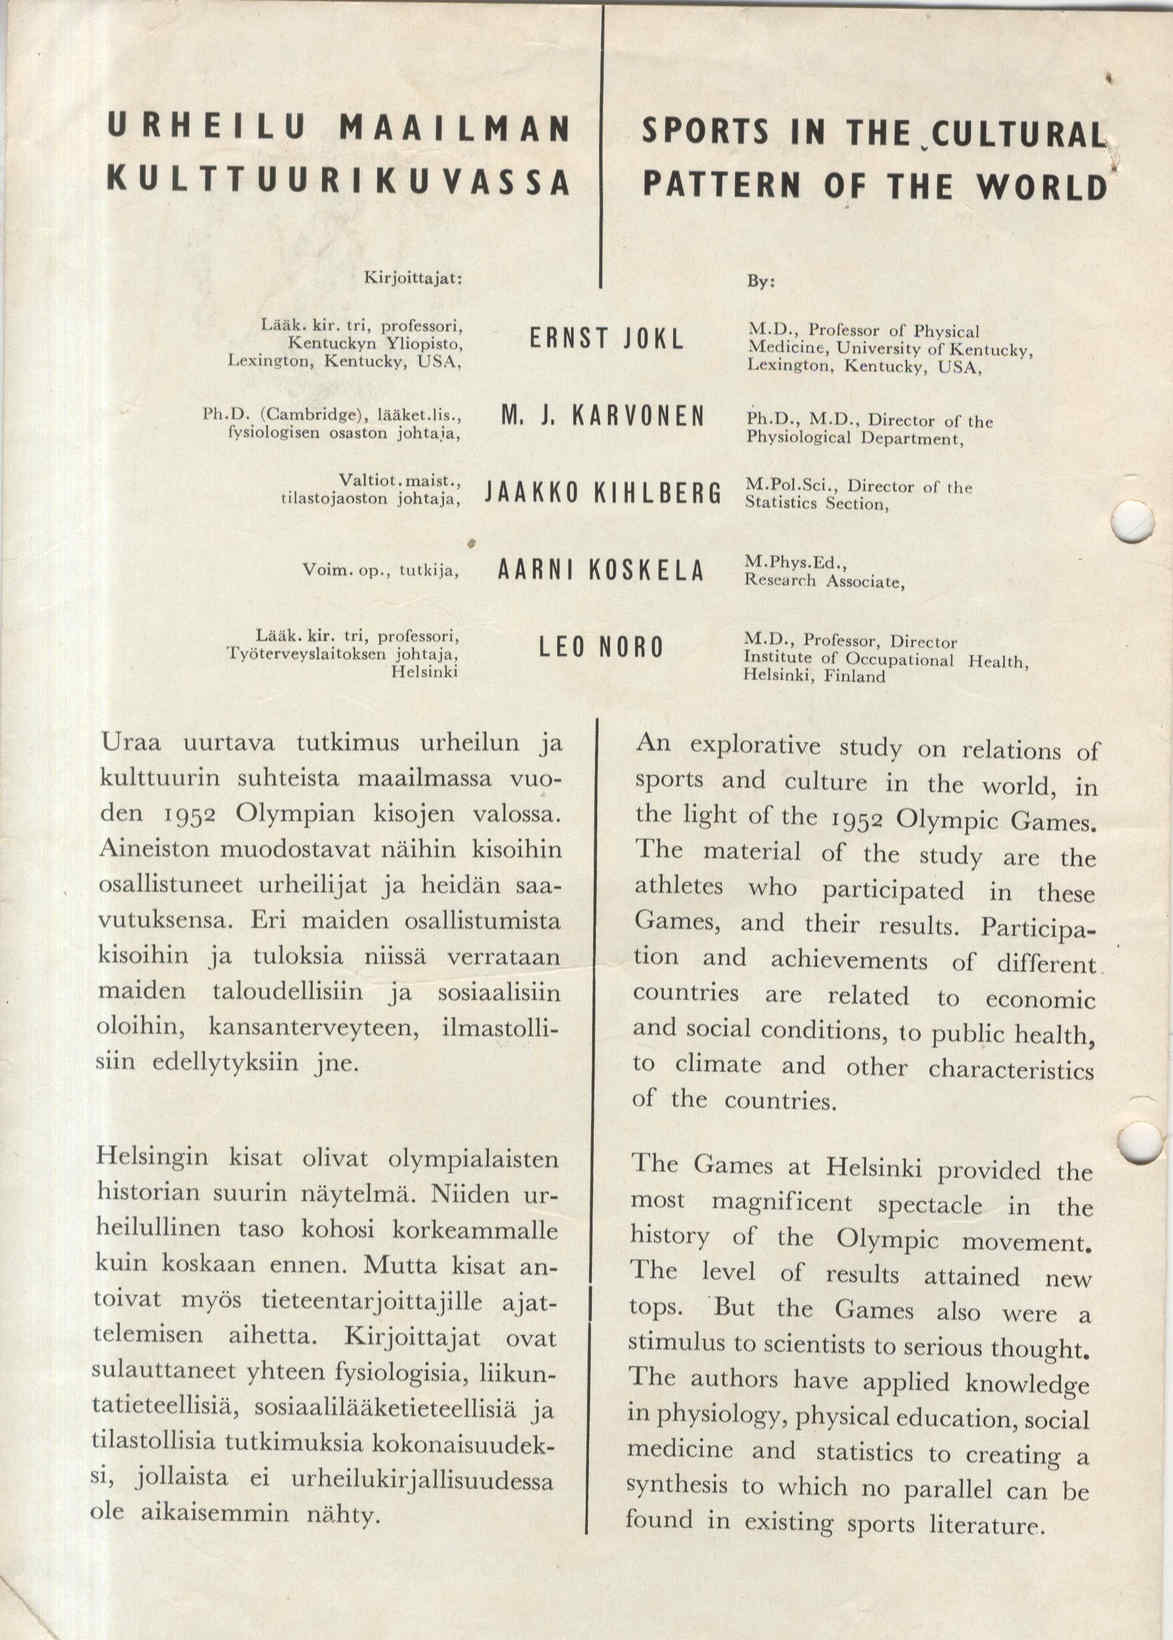 URHEILU MAAILMAN
KULTTUURIKUVASSA
SPORTS IN THE CULTURAL
PATTERN OF THE WORLD
Kirjoittajat:
By:
Lääk. kir. tri, professori,
Kentuckyn Yliopisto,
Lexington, Kentucky, USA,
ERNST JOKL
M.D., Professor of Physical
Medicine, University of Kentucky,
Lexington, Kentucky, USA,
Ph.D. (Cambridge), lääket.lis.,
fysiologisen osaston johtaja,
M. J. KARVONEN
Ph.D., M.D., Director of the
Physiological Department,
Valtiot.maist.,
tilastojaoston johtaja,
JAAKKO KIHLBERG
M.Pol.Sci., Director of the
Statistics Section,
Voim. op., tutkija,
AARNI KOSKELA
M.Phys.Ed.,
Research Associate,
Lääk. kir. tri, professori,
Työterveyslaitoksen johtaja,
Helsinki
LEO NORO
M.D., Professor, Director
Institute of Occupational Health,
Helsinki, Finland
Uraa uurtava tutkimus urheilun ja
kulttuurin suhteista maailmassa vuo-
den 1952 Olympian kisojen valossa.
Aineiston muodostavat näihin kisoihin
osallistuneet urheilijat ja heidän saa-
vutuksensa. Eri maiden osallistumista
kisoihin ja tuloksia niissä verrataan
maiden taloudellisiin ja sosiaalisiin
oloihin, kansanterveyteen, ilmastolli-
siin edellytyksiin jne.
Helsingin kisat olivat olympialaisten
historian suurin näytelmä. Niiden ur-
heilullinen taso kohosi korkeammalle
kuin koskaan ennen. Mutta kisat an-
toivat myös tieteentarjoittajille ajat-
telemisen aihetta. Kirjoittajat ovat
sulauttaneet yhteen fysiologisia, liikun-
tatieteellisiä, sosiaalilääketieteellisiä ja
tilastollisia tutkimuksia kokonaisuudek-
si, jollaista ei urheilukirjallisuudessa
ole aikaisemmin nähty.
An explorative study on relations of
sports and culture in the world, in
the light of the 1952 Olympic Games.
The material of the study are the
athletes who participated in these
Games, and their results. Participa-
tion and achievements of different
countries are related to economic
and social conditions, to public health,
to climate and other characteristics
of the countries.
The Games at Helsinki provided the
most magnificent spectacle in the
history of the Olympic movement.
The level of results attained new
tops. But the Games also were a
stimulus to scientists to serious thought.
The authors have applied knowledge
in physiology, physical education, social
medicine and statistics to creating a
synthesis to which no parallel can be
found in existing sports literature.